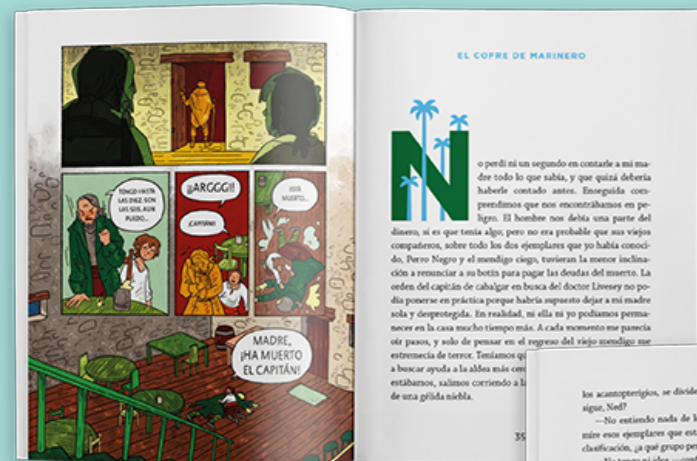 TENGO HASTA
LAS DIEZ. SON
LAS SEIS, AÚN
PUEDO...
¡¡ARGGG!!
¡CAPITÁN!
ESTÁ
MUERTO...
MADRE,
¡HA MUERTO
EL CAPITÁN!
EL COFRE DE MARINERO
No perdí ni un segundo en contarle a mi ma-
dre todo lo que sabía, y que quizá debería
haberle contado antes. Enseguida com-
prendimos que nos encontrábamos en pe-
ligro. El hombre nos debía una parte del
dinero, si es que tenía algo; pero no era probable que sus viejos
compañeros, sobre todo los dos ejemplares que yo había conoci-
do, Perro Negro y el mendigo ciego, tuvieran la menor inclina-
ción a renunciar a su botín para pagar las deudas del muerto. La
orden del capitán de cabalgar en busca del doctor Livesey no po-
día ponerse en práctica porque habría supuesto dejar a mi madre
sola y desprotegida. En realidad, ni ella ni yo podíamos perma-
necer en la casa mucho tiempo más. A cada momento me parecía
oír pasos, y solo de pensar en el regreso del viejo mendigo me
estremecía de terror. Teníamos
a buscar ayuda a la aldea más
estábamos, salimos corriendo a
de una gélida niebla.
35
los acantopterigios, se divide
sigue, Ned?
—No entiendo nada de
mire esos ejemplares que
clasificación, ¿a qué grupo